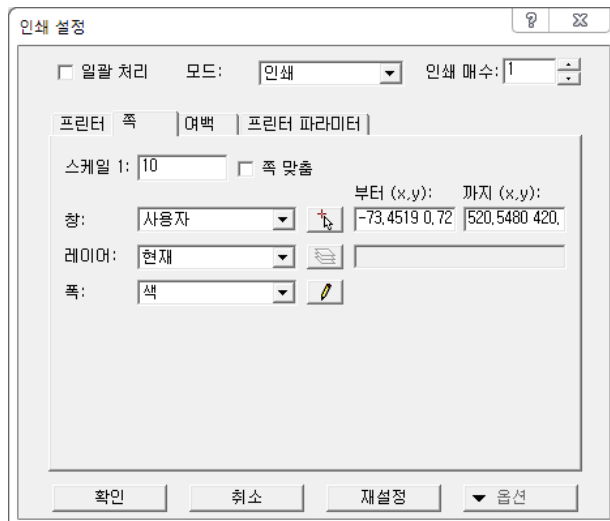 인쇄 설정
일괄 처리 모드: 인쇄 인쇄 매수: 1
프린터 쪽 여백 프린터 파라미터
스케일 1: 10 쪽 맞춤
부터 (x,y): 까지 (x,y):
창: 사용자 -73,4519 0,72 520,5480 420,
레이어: 현재
폭: 색
확인 취소 재설정 옵션